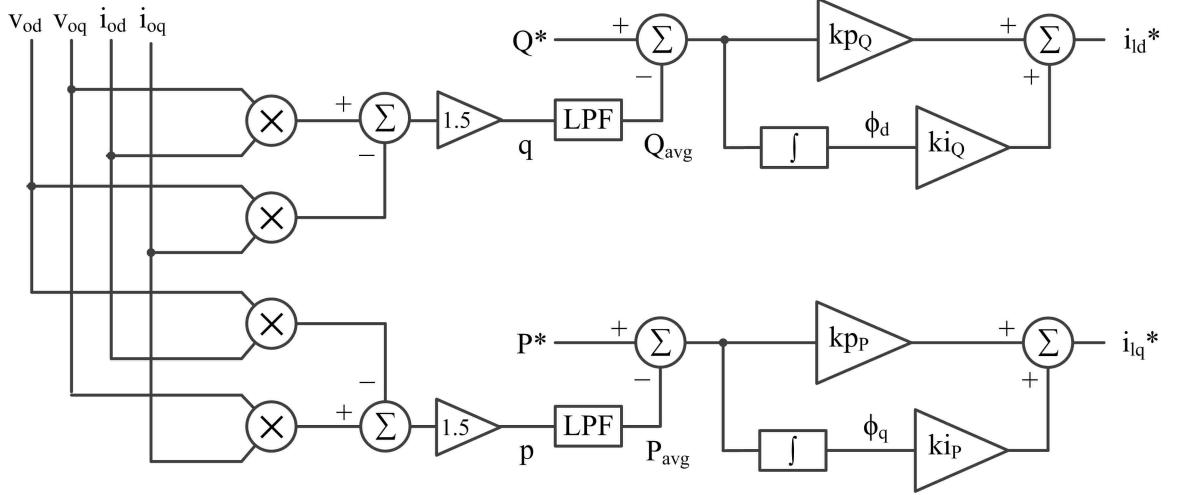 v_od v_oq i_od i_oq
Q* + Σ kp_Q + Σ i_ld*
− +
× + Σ 1.5 LPF
− q Q_avg ∫ ϕ_d ki_Q
×
× P* + Σ kp_P + Σ i_lq*
− − +
× + Σ 1.5 LPF
p P_avg ∫ ϕ_q ki_P